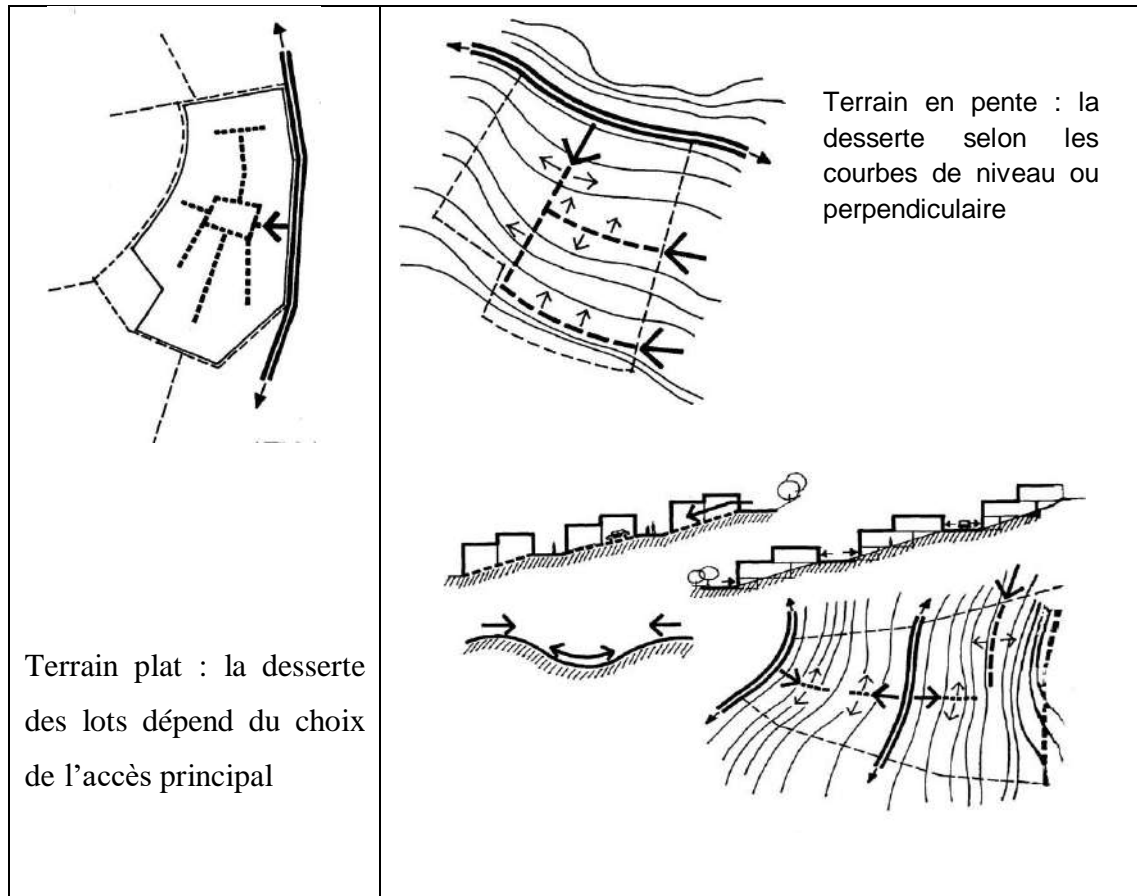 Terrain en pente : la
desserte selon les
courbes de niveau ou
perpendiculaire
Terrain plat : la desserte
des lots dépend du choix
de l’accès principal